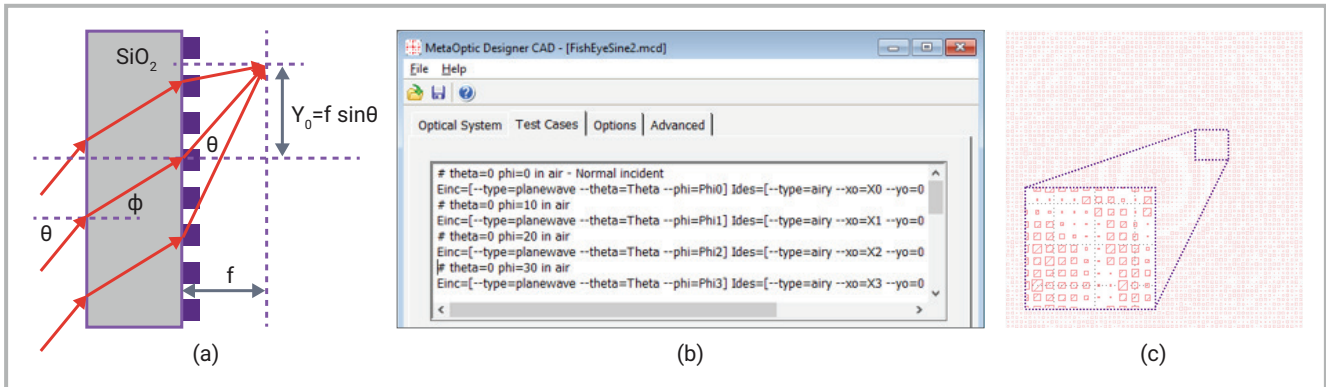 SiO2
Y0=f sinθ
θ
ϕ
θ
f
(a)
MetaOptic Designer CAD - [FishEyeSine2.mcd]
File Help
Optical System Test Cases Options Advanced
# theta=0 phi=0 in air - Normal incident
Einc=[--type=planewave --theta=Theta --phi=Phi0] Ides=[--type=airy --xo=X0 --yo=0
# theta=0 phi=10 in air
Einc=[--type=planewave --theta=Theta --phi=Phi1] Ides=[--type=airy --xo=X1 --yo=0
# theta=0 phi=20 in air
Einc=[--type=planewave --theta=Theta --phi=Phi2] Ides=[--type=airy --xo=X2 --yo=0
# theta=0 phi=30 in air
Einc=[--type=planewave --theta=Theta --phi=Phi3] Ides=[--type=airy --xo=X3 --yo=0
(b)
(c)